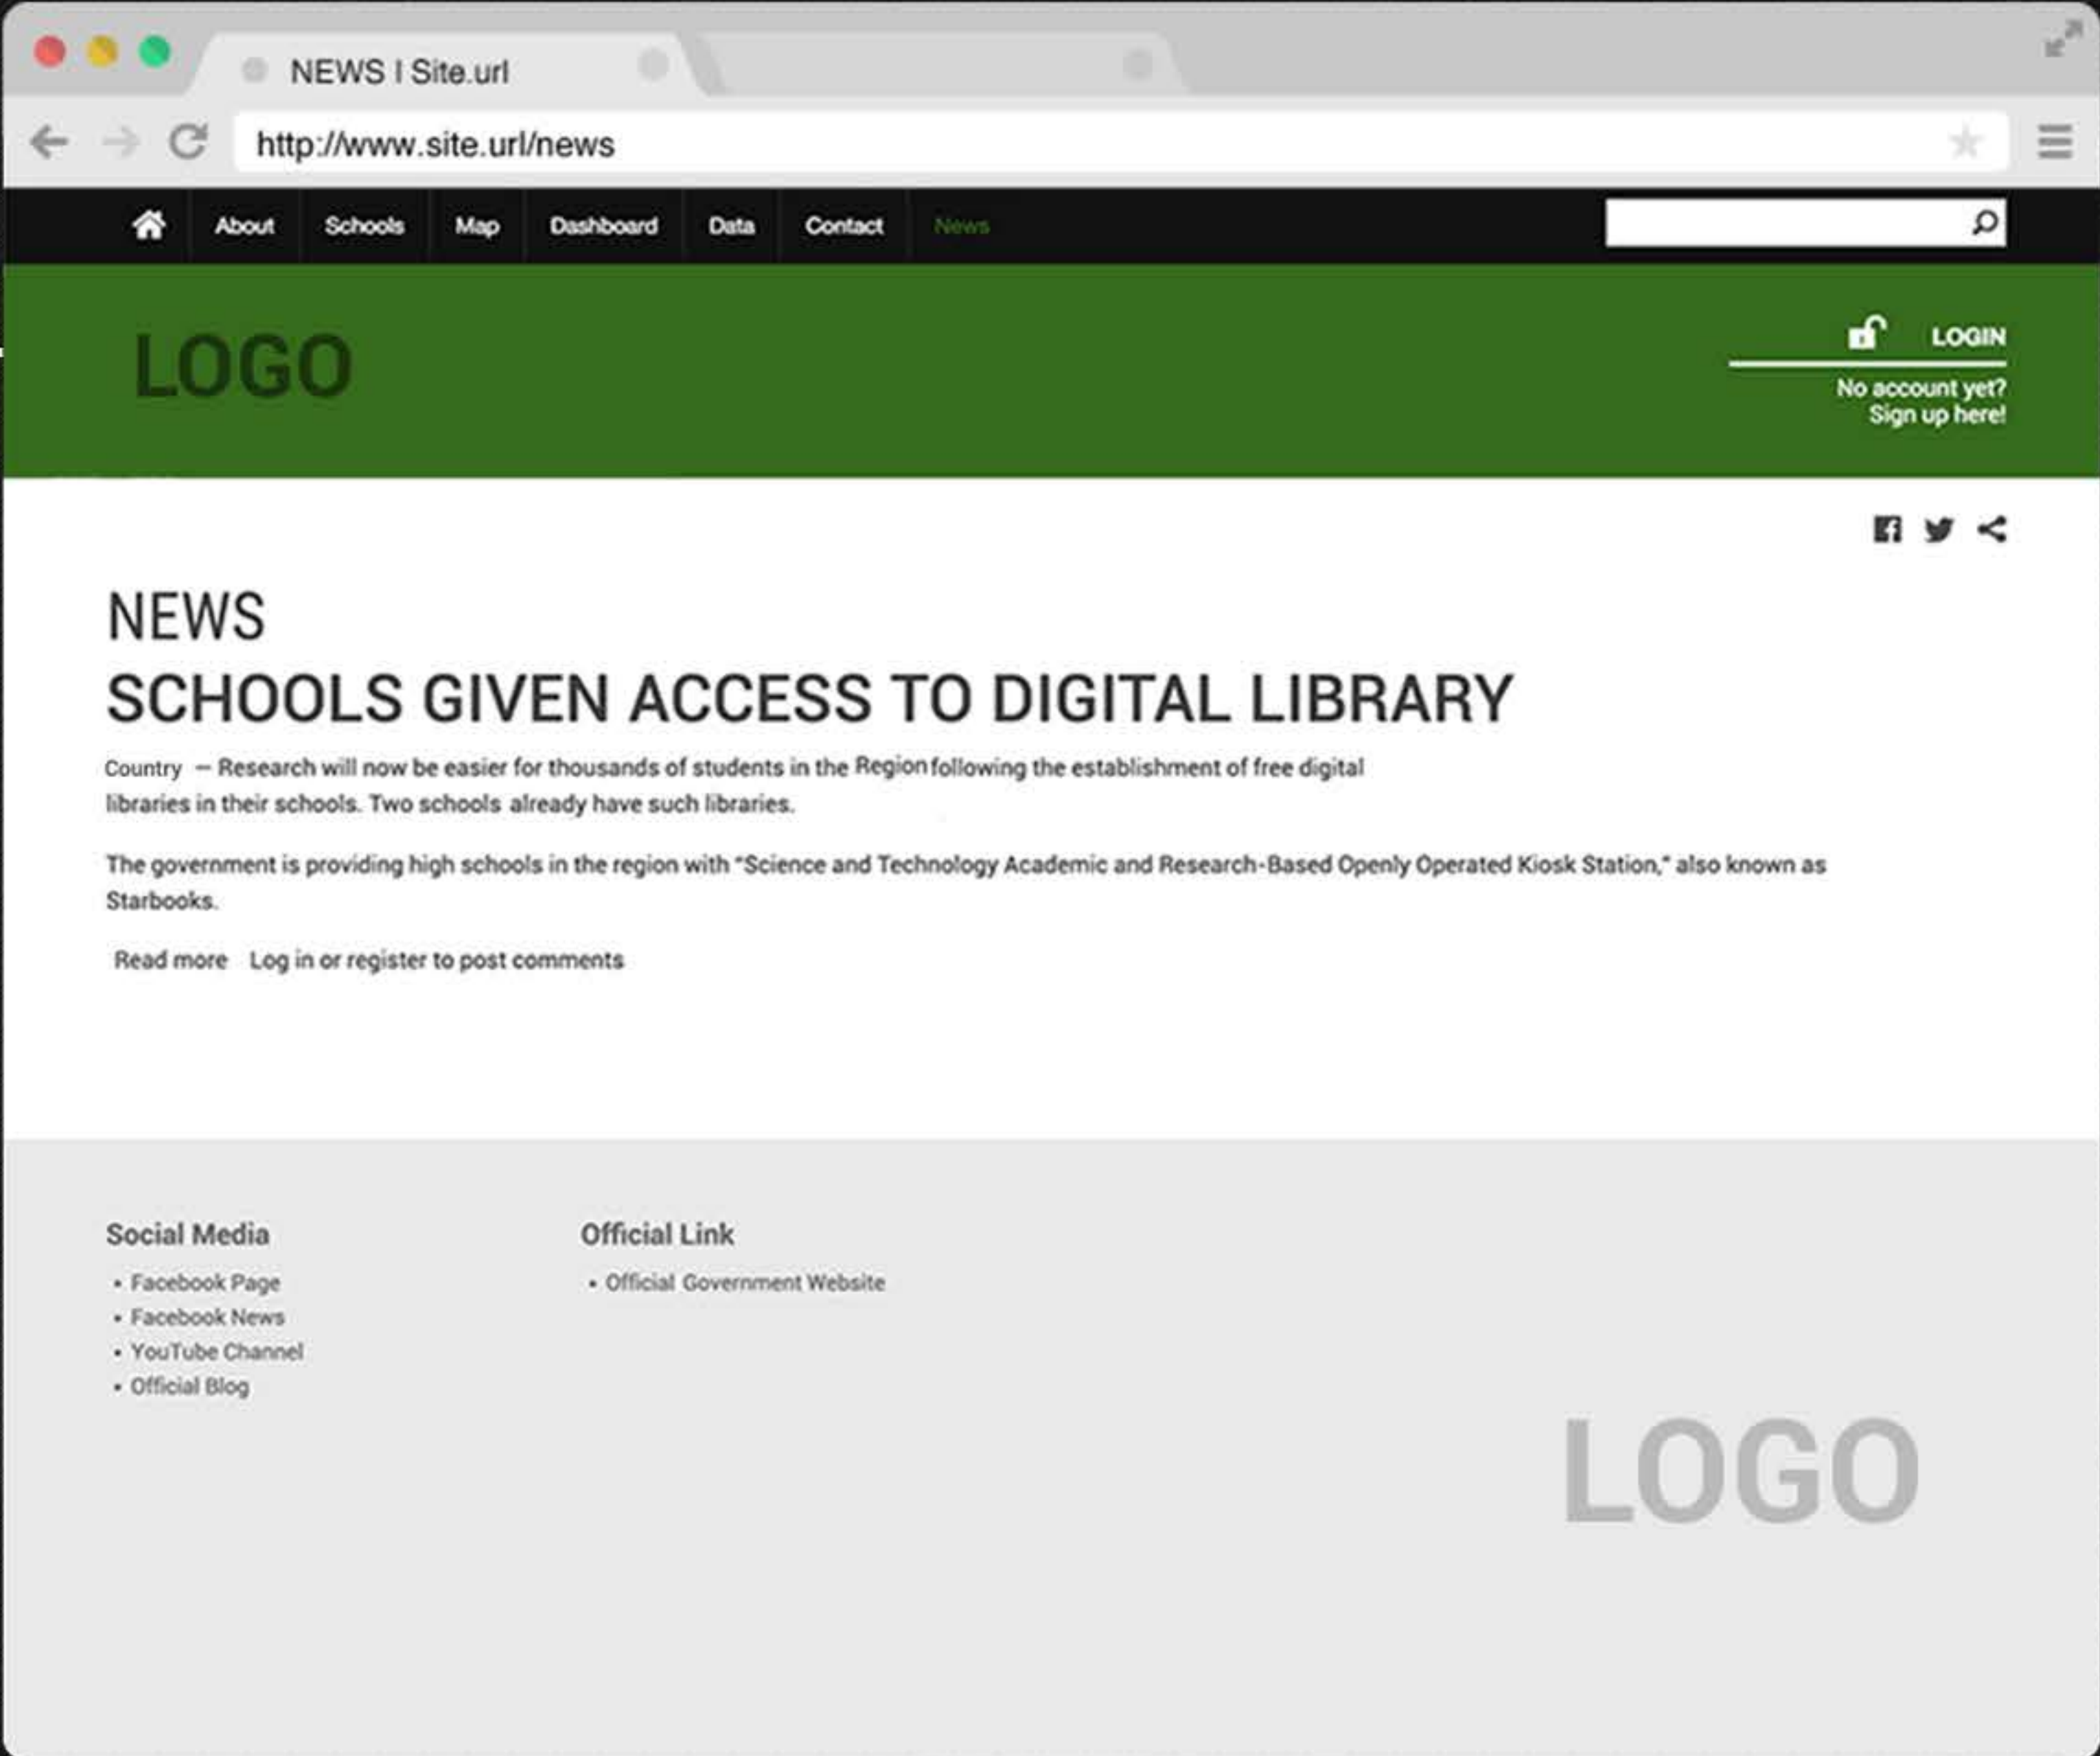 NEWS | Site.url
http://www.site.url/news
About Schools Map Dashboard Data Contact News
LOGO
LOGIN
No account yet?
Sign up here!
NEWS
SCHOOLS GIVEN ACCESS TO DIGITAL LIBRARY
Country – Research will now be easier for thousands of students in the Region following the establishment of free digital
libraries in their schools. Two schools already have such libraries.
The government is providing high schools in the region with "Science and Technology Academic and Research-Based Openly Operated Kiosk Station," also known as
Starbooks.
Read more Log in or register to post comments
Social Media
• Facebook Page
• Facebook News
• YouTube Channel
• Official Blog
Official Link
• Official Government Website
LOGO